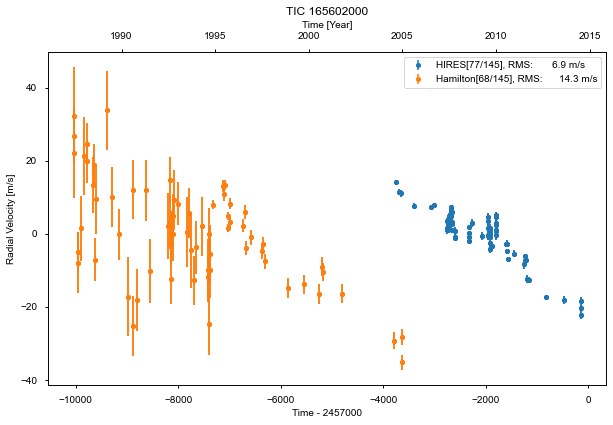 TIC 165602000
Time [Year]
1990 1995 2000 2005 2010 2015
HIRES[77/145], RMS: 6.9 m/s
Hamilton[68/145], RMS: 14.3 m/s
Radial Velocity [m/s]
40
20
0
−20
−40
−10000 −8000 −6000 −4000 −2000 0
Time - 2457000